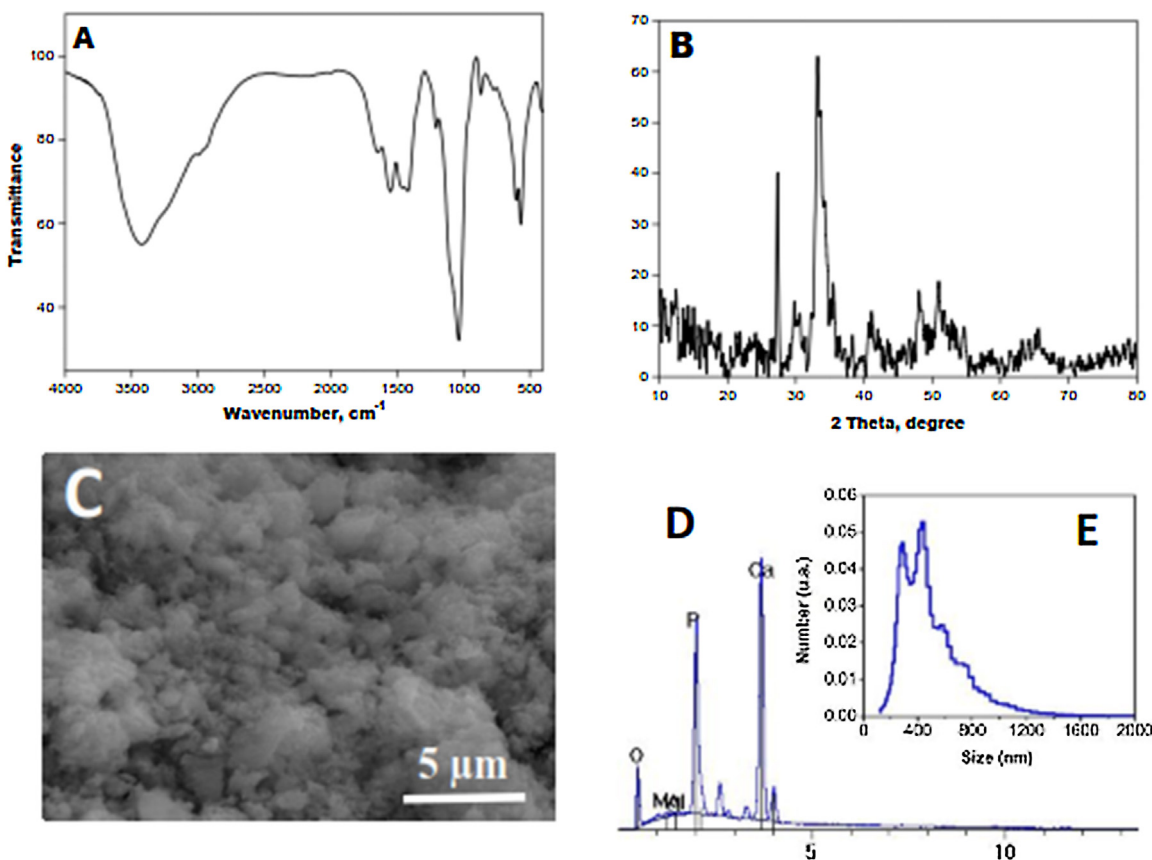 A
Transmittance
100
80
60
40
4000 3500 3000 2500 2000 1500 1000 500
Wavenumber, cm-1
B
70
60
50
40
30
20
10
0
10 20 30 40 50 60 70 80
2 Theta, degree
C
5 µm
D
O
P
Ca
5 10
E
Number (u.a.)
0.06
0.05
0.04
0.03
0.02
0.01
0.00
0 400 800 1200 1600 2000
Size (nm)